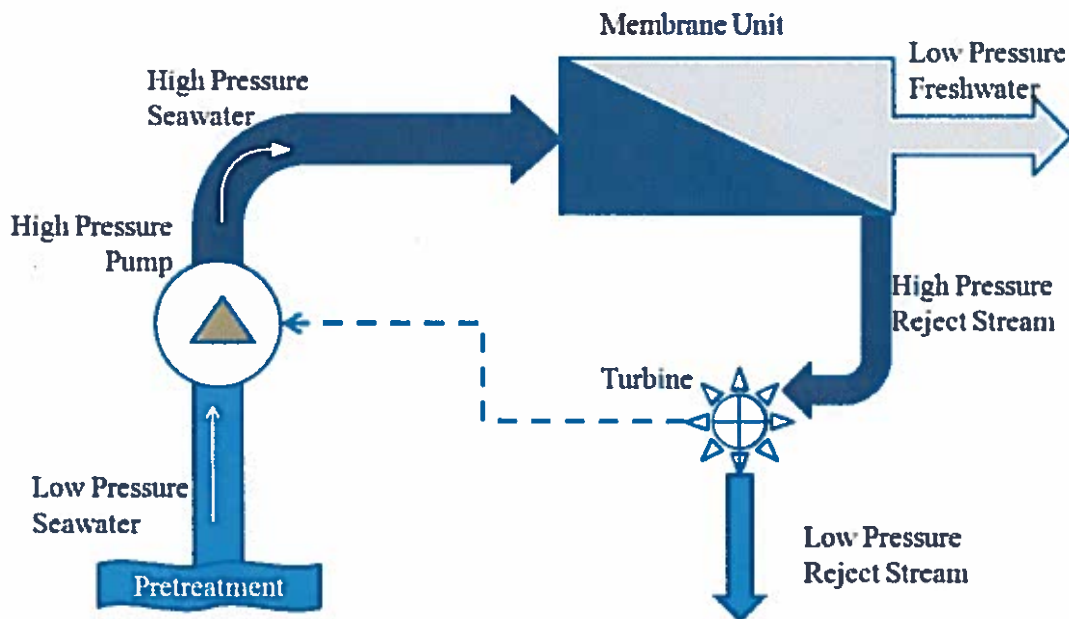 Membrane Unit
High Pressure
Seawater
Low Pressure
Freshwater
High Pressure
Pump
High Pressure
Reject Stream
Turbine
Low Pressure
Seawater
Low Pressure
Reject Stream
Pretreatment